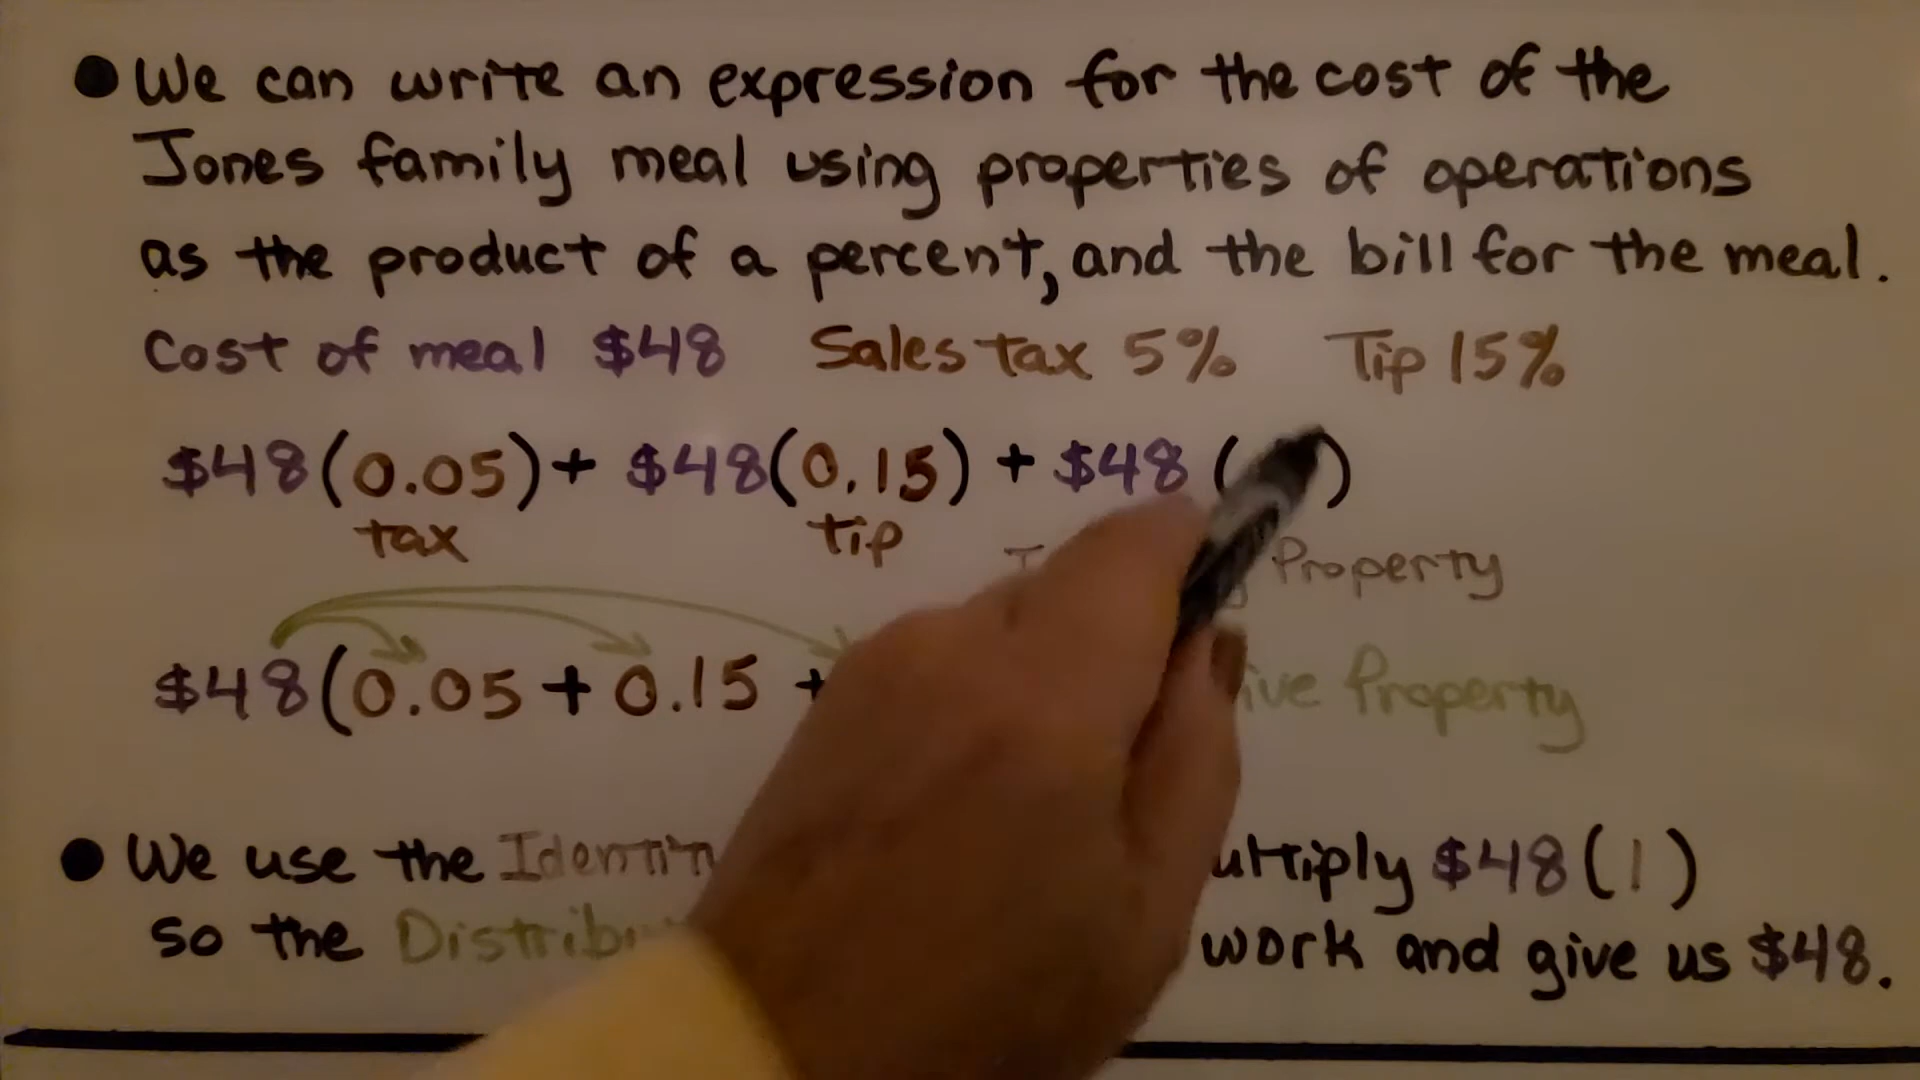 We can write an expression for the cost of the
Jones family meal using properties of operations
as the product of a percent, and the bill for the meal.
Cost of meal $48 Sales tax 5% Tip 15%
$48(0.05) + $48(0.15) + $48( )
tax tip
Property
$48(0.05 + 0.15 +
Property
We use the $48(1)
so the work and give us $48.